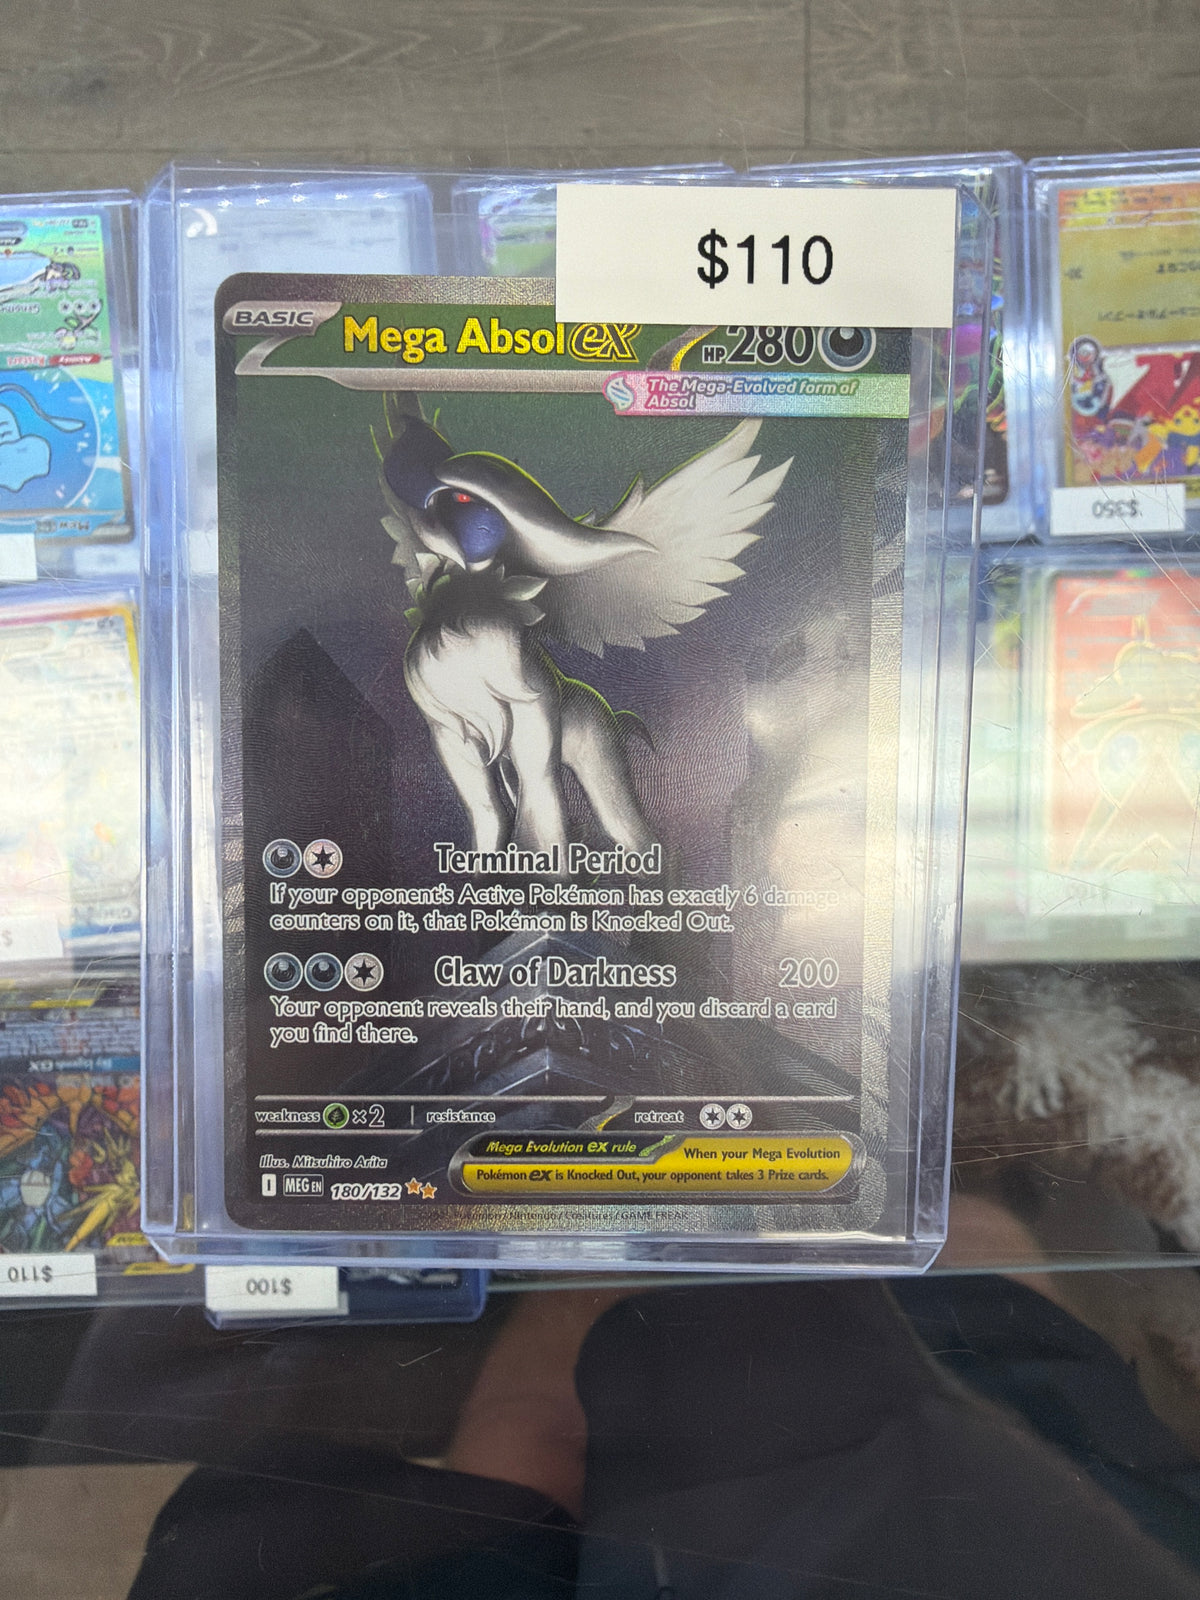 $110
BASIC
Mega Absol ex
HP 280
The Mega-Evolved form of
Absol
Terminal Period
If your opponent's Active Pokémon has exactly 6 damage
counters on it, that Pokémon is Knocked Out.
Claw of Darkness 200
Your opponent reveals their hand, and you discard a card
you find there.
weakness ×2 resistance retreat
Mega Evolution ex rule
When your Mega Evolution
Pokémon ex is Knocked Out, your opponent takes 3 Prize cards.
Illus. Mitsuhiro Arita
I MEG EN 180/132
Pokémon / Nintendo / Creatures / GAME FREAK
$350
$110
$100